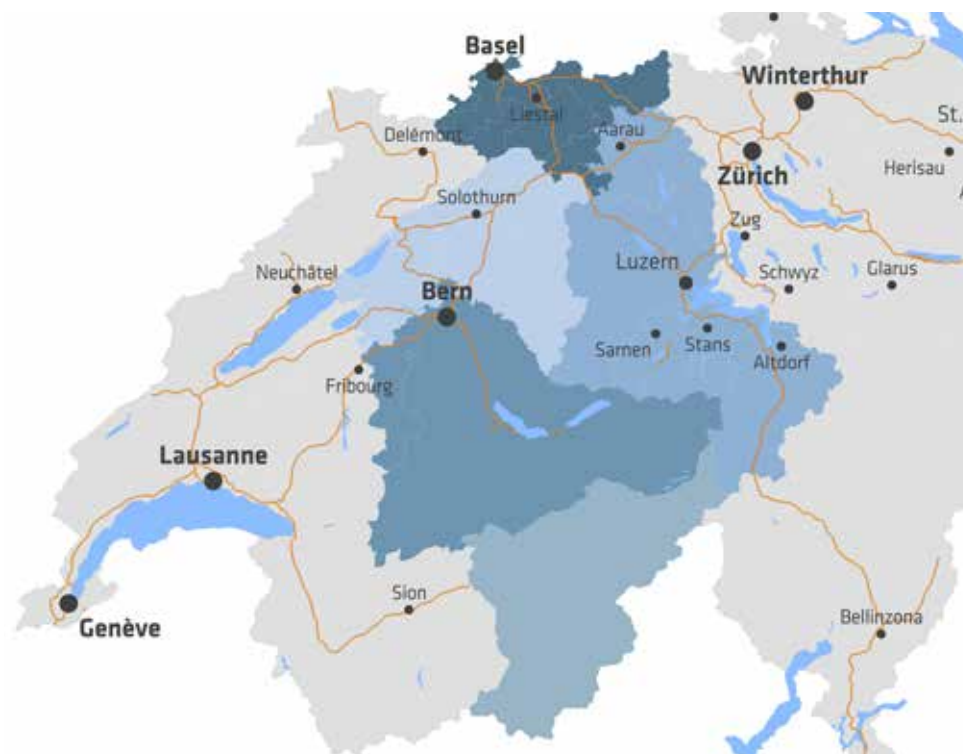 Basel
Winterthur
Liestal
St.
Delémont
Aarau
Zürich
Herisau
A
Solothurn
Zug
Neuchâtel
Luzern
Schwyz
Glarus
Bern
Sarnen
Stans
Altdorf
Fribourg
Lausanne
Sion
Genève
Bellinzona